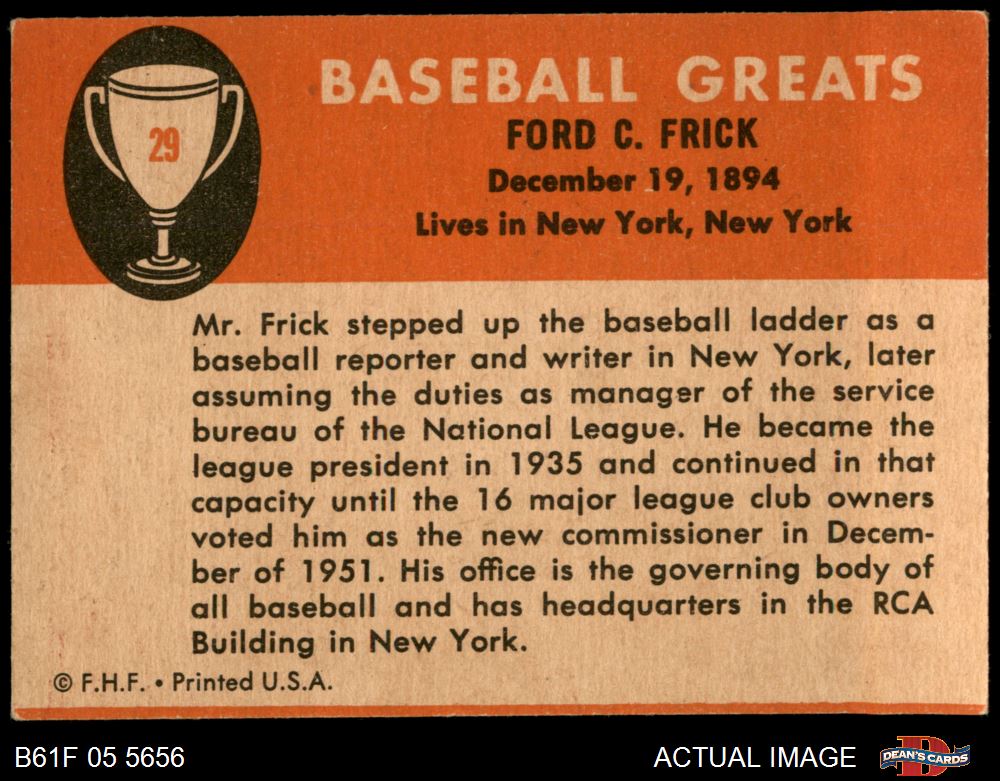 29
BASEBALL GREATS
FORD C. FRICK
December 19, 1894
Lives in New York, New York
Mr. Frick stepped up the baseball ladder as a
baseball reporter and writer in New York, later
assuming the duties as manager of the service
bureau of the National League. He became the
league president in 1935 and continued in that
capacity until the 16 major league club owners
voted him as the new commissioner in Decem-
ber of 1951. His office is the governing body of
all baseball and has headquarters in the RCA
Building in New York.
© F.H.F. • Printed U.S.A.
B61F 05 5656
ACTUAL IMAGE
D
DEAN'S CARDS